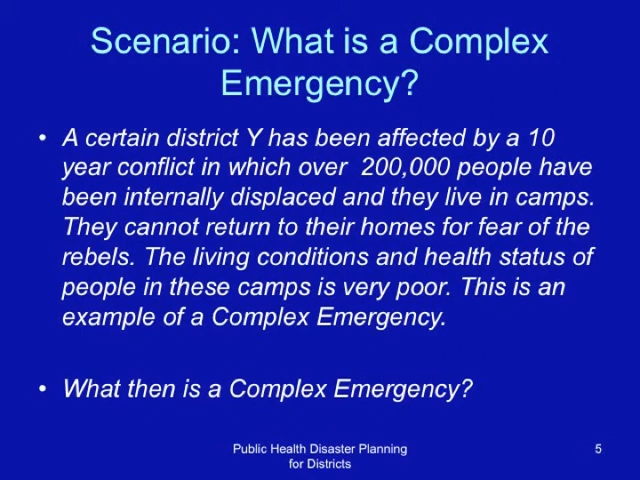 Scenario: What is a Complex
Emergency?
• A certain district Y has been affected by a 10
year conflict in which over  200,000 people have
been internally displaced and they live in camps.
They cannot return to their homes for fear of the
rebels. The living conditions and health status of
people in these camps is very poor. This is an
example of a Complex Emergency.
• What then is a Complex Emergency?
Public Health Disaster Planning
for Districts
5